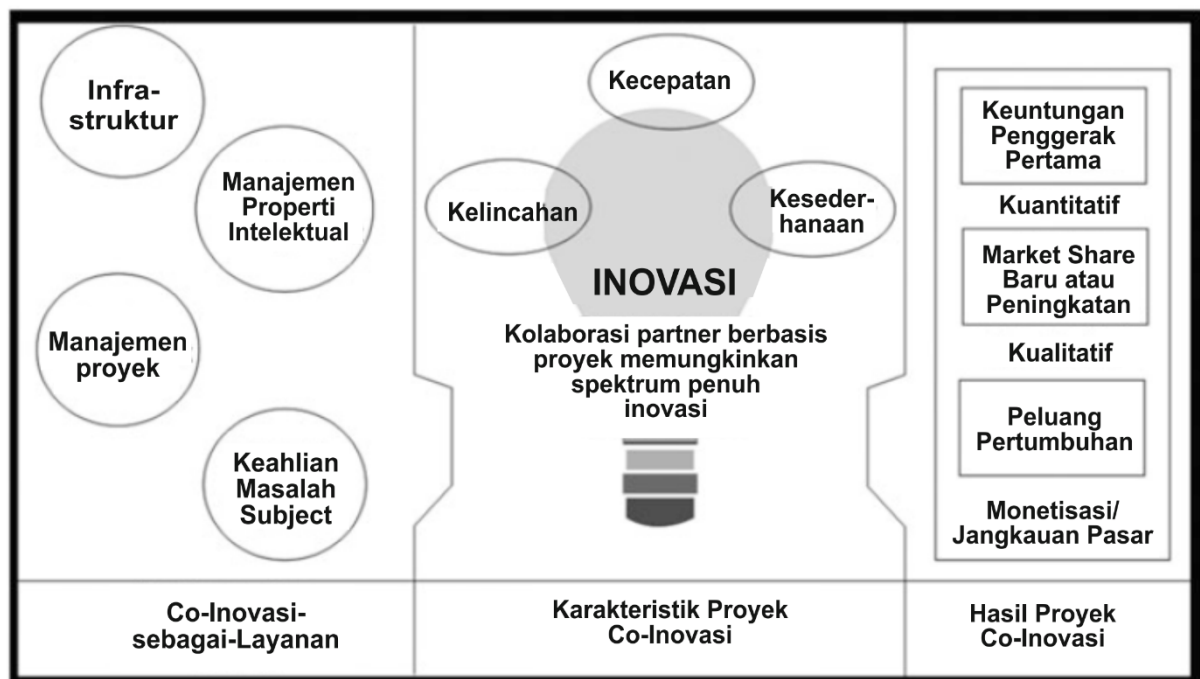 Infra-
struktur
Manajemen
Properti
Intelektual
Manajemen
proyek
Keahlian
Masalah
Subject
Co-Inovasi-
sebagai-Layanan
Kecepatan
Kelincahan
Keseder-
hanaan
INOVASI
Kolaborasi partner berbasis
proyek memungkinkan
spektrum penuh
inovasi
Karakteristik Proyek
Co-Inovasi
Keuntungan
Penggerak
Pertama
Kuantitatif
Market Share
Baru atau
Peningkatan
Kualitatif
Peluang
Pertumbuhan
Monetisasi/
Jangkauan Pasar
Hasil Proyek
Co-Inovasi